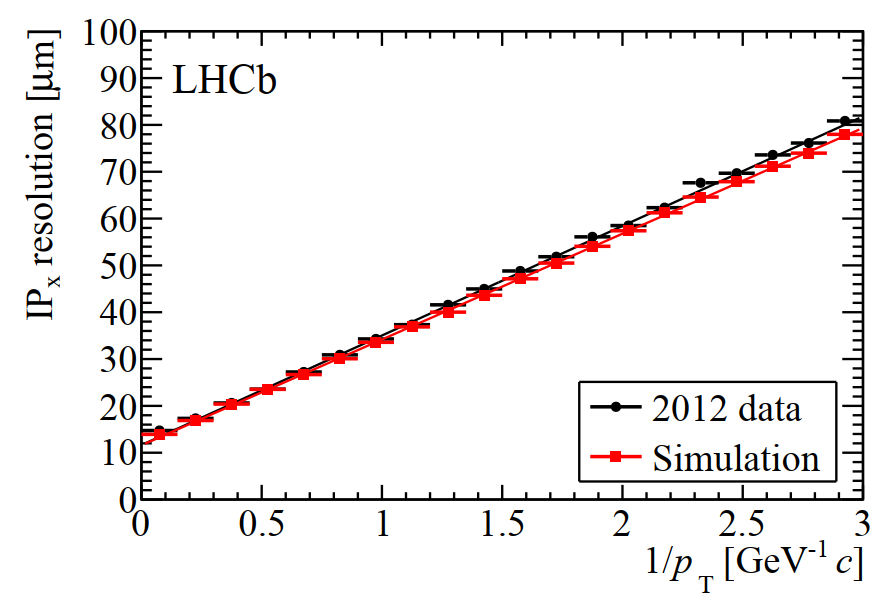 IPx resolution [μm]
100
90
80
70
60
50
40
30
20
10
0
LHCb
2012 data
Simulation
0 0.5 1 1.5 2 2.5 3
1/pT [GeV⁻¹ c]